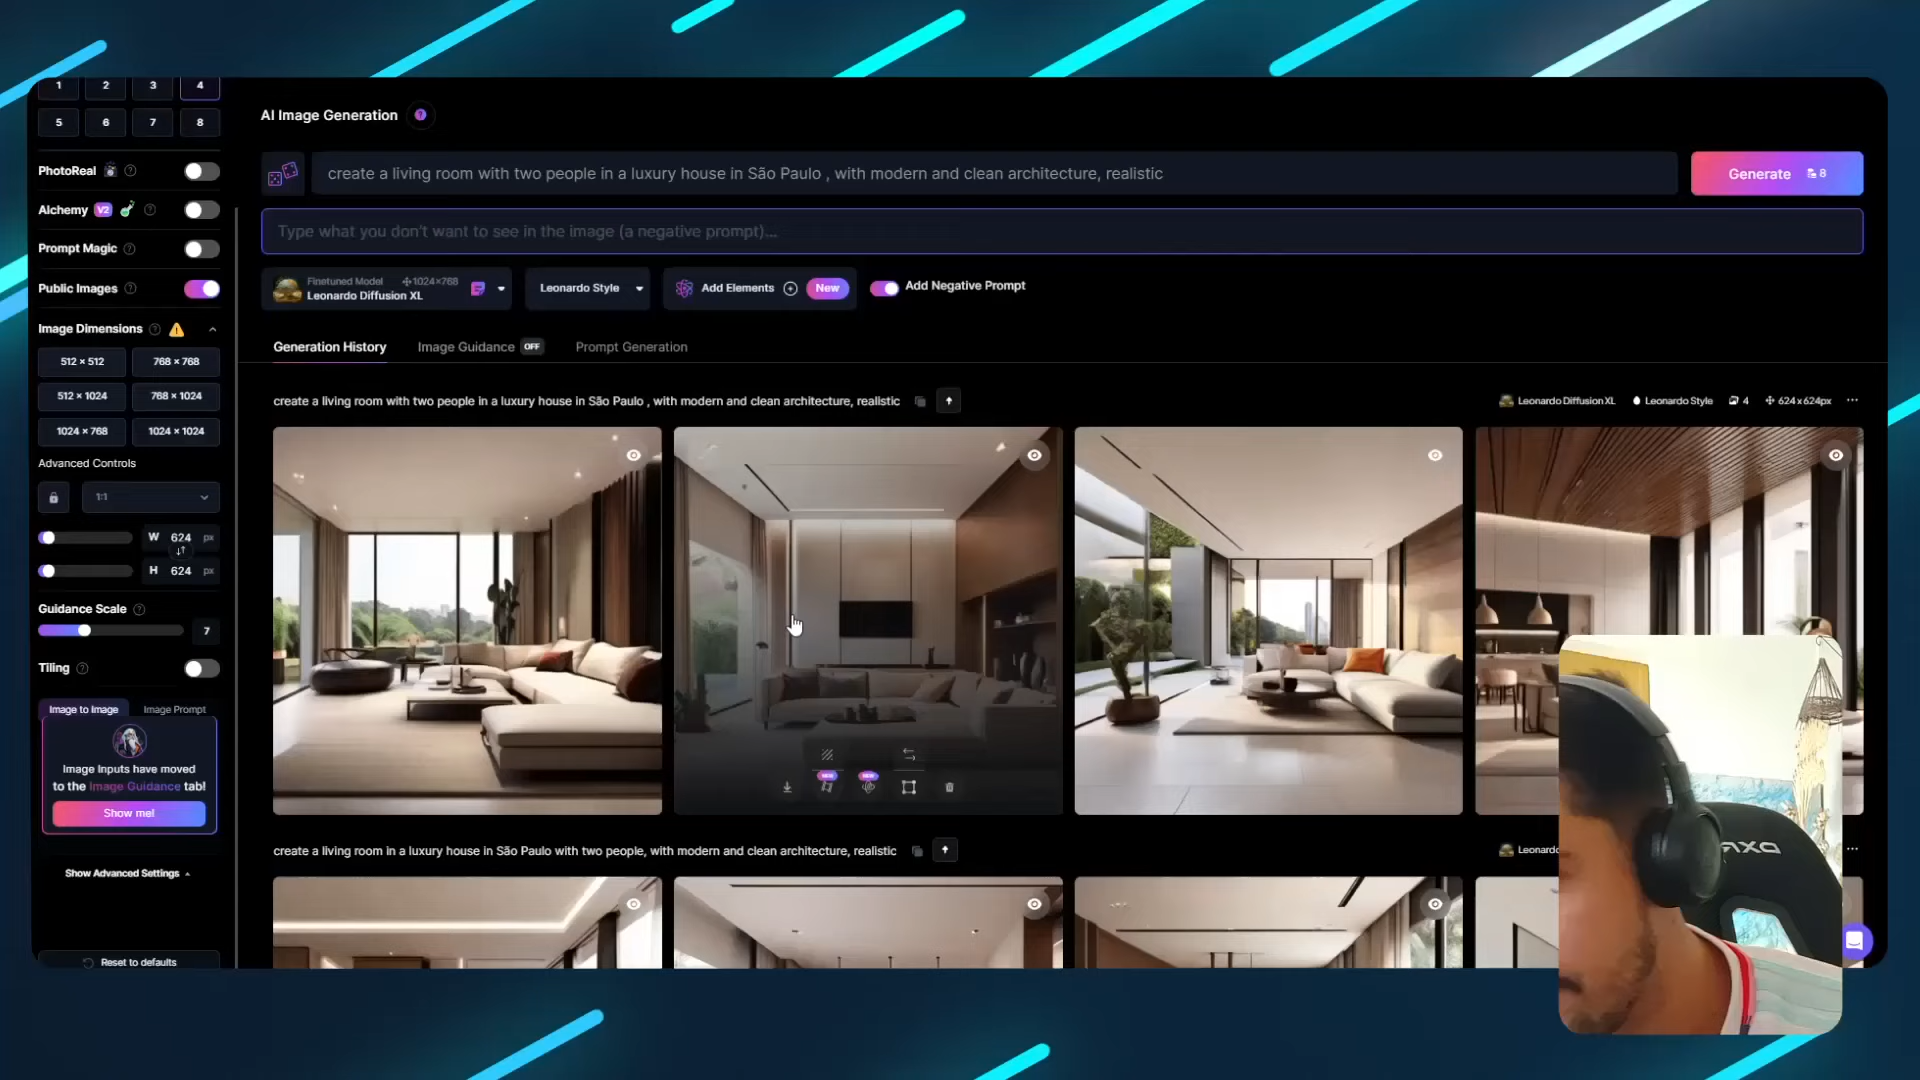 1 2 3 4
5 6 7 8
PhotoReal
Alchemy V2
Prompt Magic
Public Images
Image Dimensions
512 × 512 768 × 768
512 × 1024 768 × 1024
1024 × 768 1024 × 1024
Advanced Controls
1:1
W 624 px
H 624 px
Guidance Scale
7
Tiling
Image to Image Image Prompt
Image Inputs have moved
to the Image Guidance tab!
Show me!
Show Advanced Settings
Reset to defaults
AI Image Generation ?
create a living room with two people in a luxury house in São Paulo , with modern and clean architecture, realistic
Generate 8
Type what you don't want to see in the image (a negative prompt)...
Finetuned Model 1024×768
Leonardo Diffusion XL
Leonardo Style
Add Elements New
Add Negative Prompt
Generation History Image Guidance OFF Prompt Generation
create a living room with two people in a luxury house in São Paulo , with modern and clean architecture, realistic
Leonardo Diffusion XL Leonardo Style 4 624 x 624px
NEW NEW
create a living room in a luxury house in São Paulo with two people, with modern and clean architecture, realistic
Leonardo